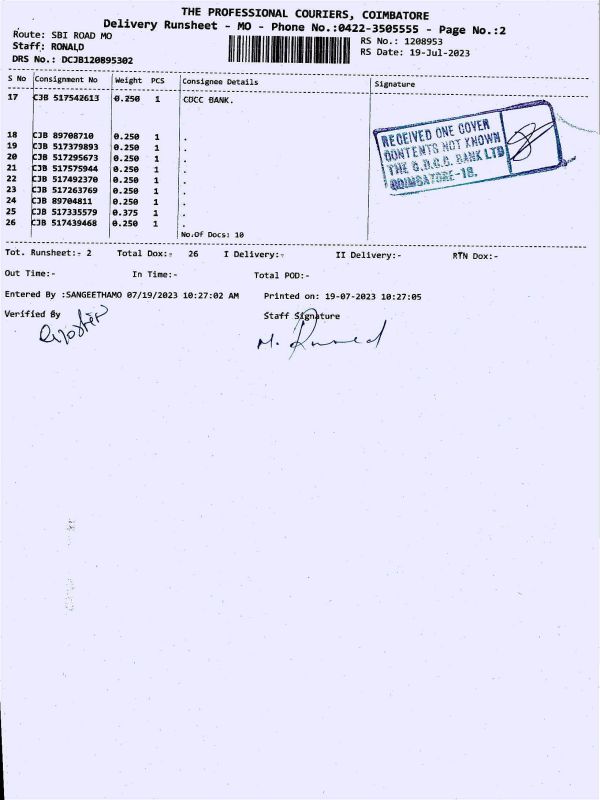 THE PROFESSIONAL COURIERS, COIMBATORE
Delivery Runsheet - MO - Phone No.:0422-3505555 - Page No.:2
Route: SBI ROAD MO
RS No.: 1208953
Staff: RONALD
RS Date: 19-Jul-2023
DRS No.: DCJB120895302
S No Consignment No Weight PCS Consignee Details Signature
17 CJB 517542613 0.250 1 CDCC BANK.
18 CJB 89708710 0.250 1 .
19 CJB 517379893 0.250 1 .
20 CJB 517295673 0.250 1 .
21 CJB 517575944 0.250 1 .
22 CJB 517492370 0.250 1 .
23 CJB 517263769 0.250 1 .
24 CJB 89704811 0.250 1 .
25 CJB 517335579 0.375 1 .
26 CJB 517439468 0.250 1 .
No.Of Docs: 10
RECEIVED ONE COVER
CONTENTS NOT KNOWN
THE C.D.C.C. BANK LTD
COIMBATORE-18.
Tot. Runsheet:- 2 Total Dox:- 26 I Delivery:- II Delivery:- RTN Dox:-
Out Time:- In Time:- Total POD:-
Entered By :SANGEETHAMO 07/19/2023 10:27:02 AM Printed on: 19-07-2023 10:27:05
Verified By Staff Signature
M.